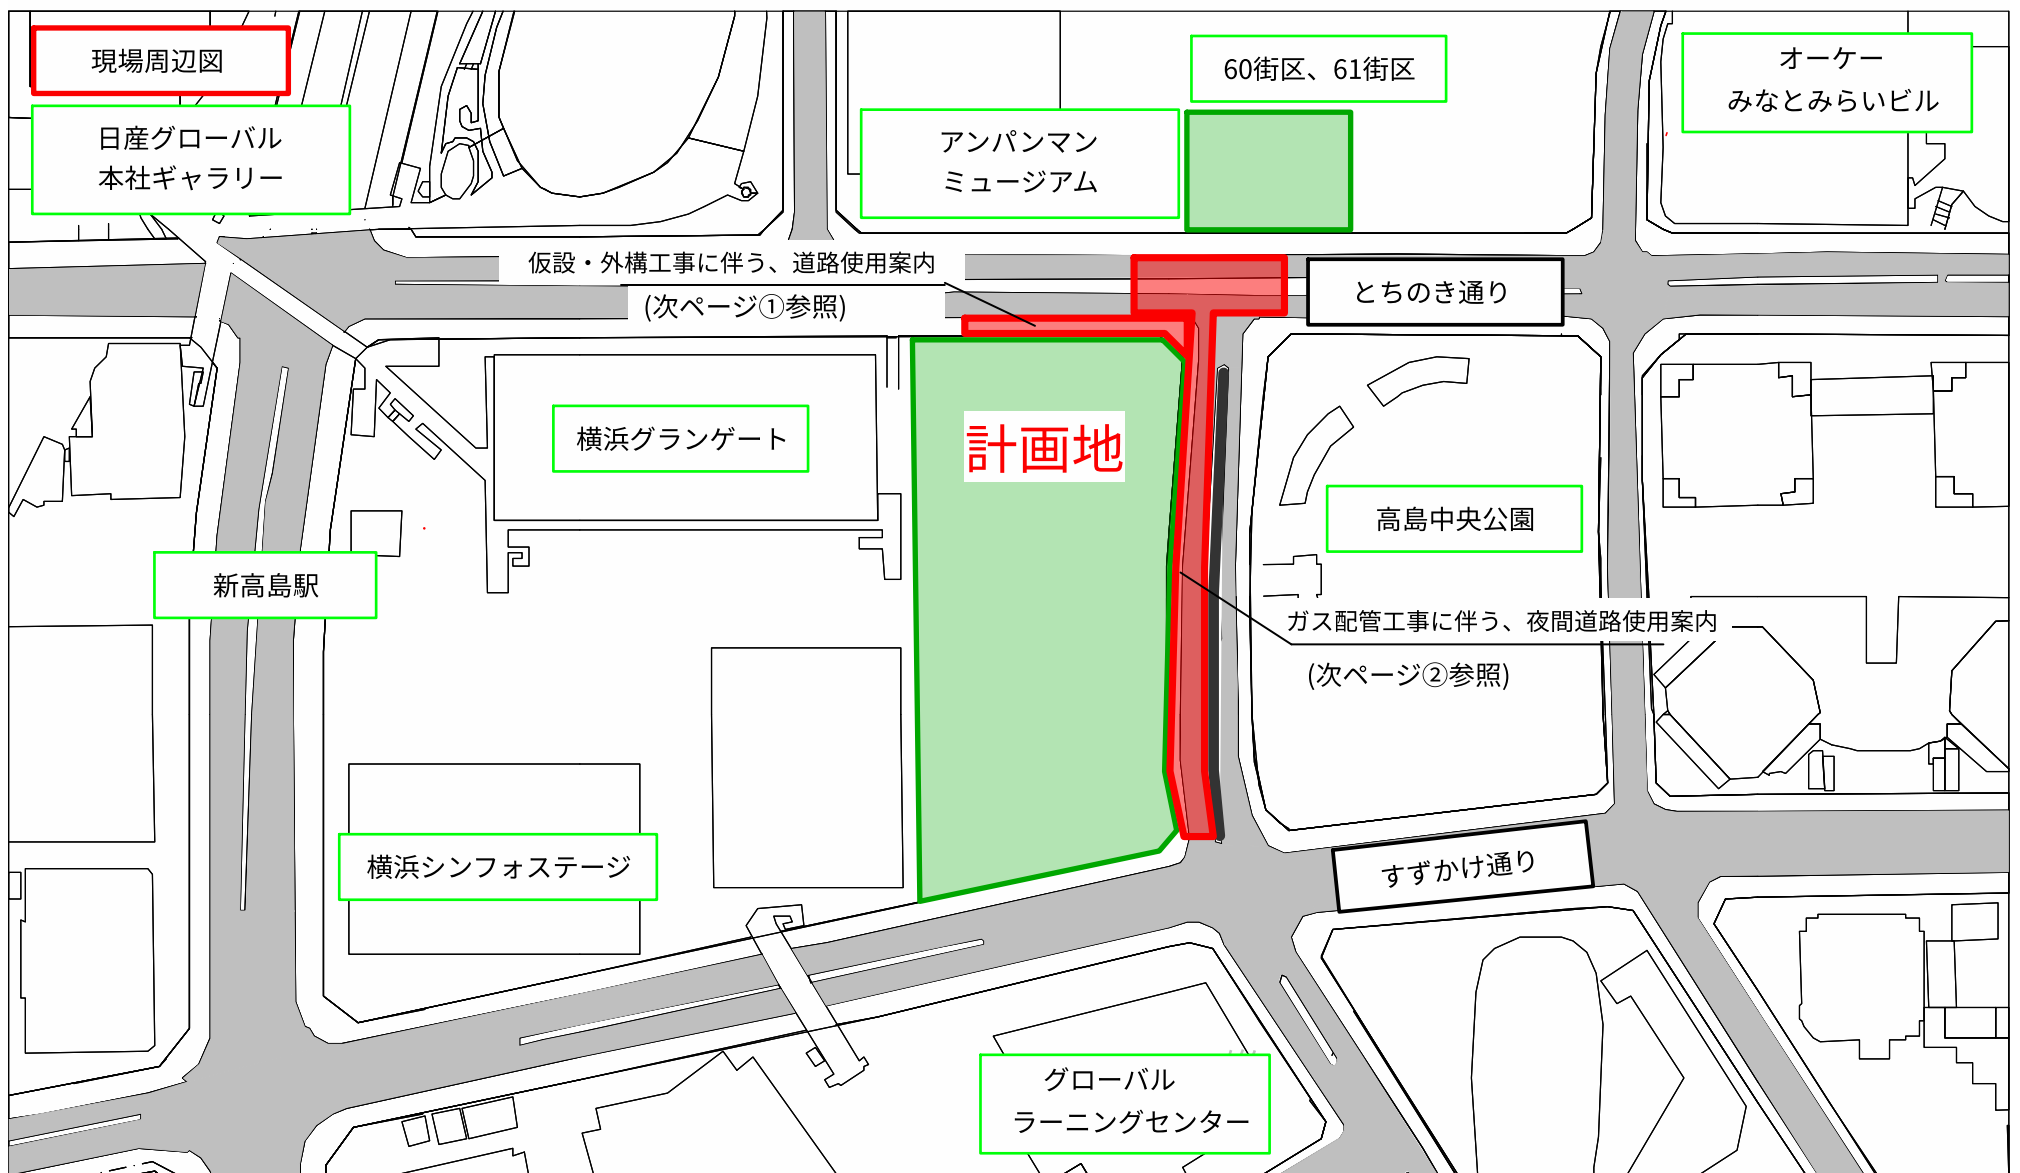 現場周辺図
60街区、61街区
オーケー
みなとみらいビル
日産グローバル
本社ギャラリー
アンパンマン
ミュージアム
仮設・外構工事に伴う、道路使用案内
(次ページ①参照)
とちのき通り
横浜グランゲート
計画地
高島中央公園
新高島駅
ガス配管工事に伴う、夜間道路使用案内
(次ページ②参照)
横浜シンフォステージ
すずかけ通り
グローバル
ラーニングセンター